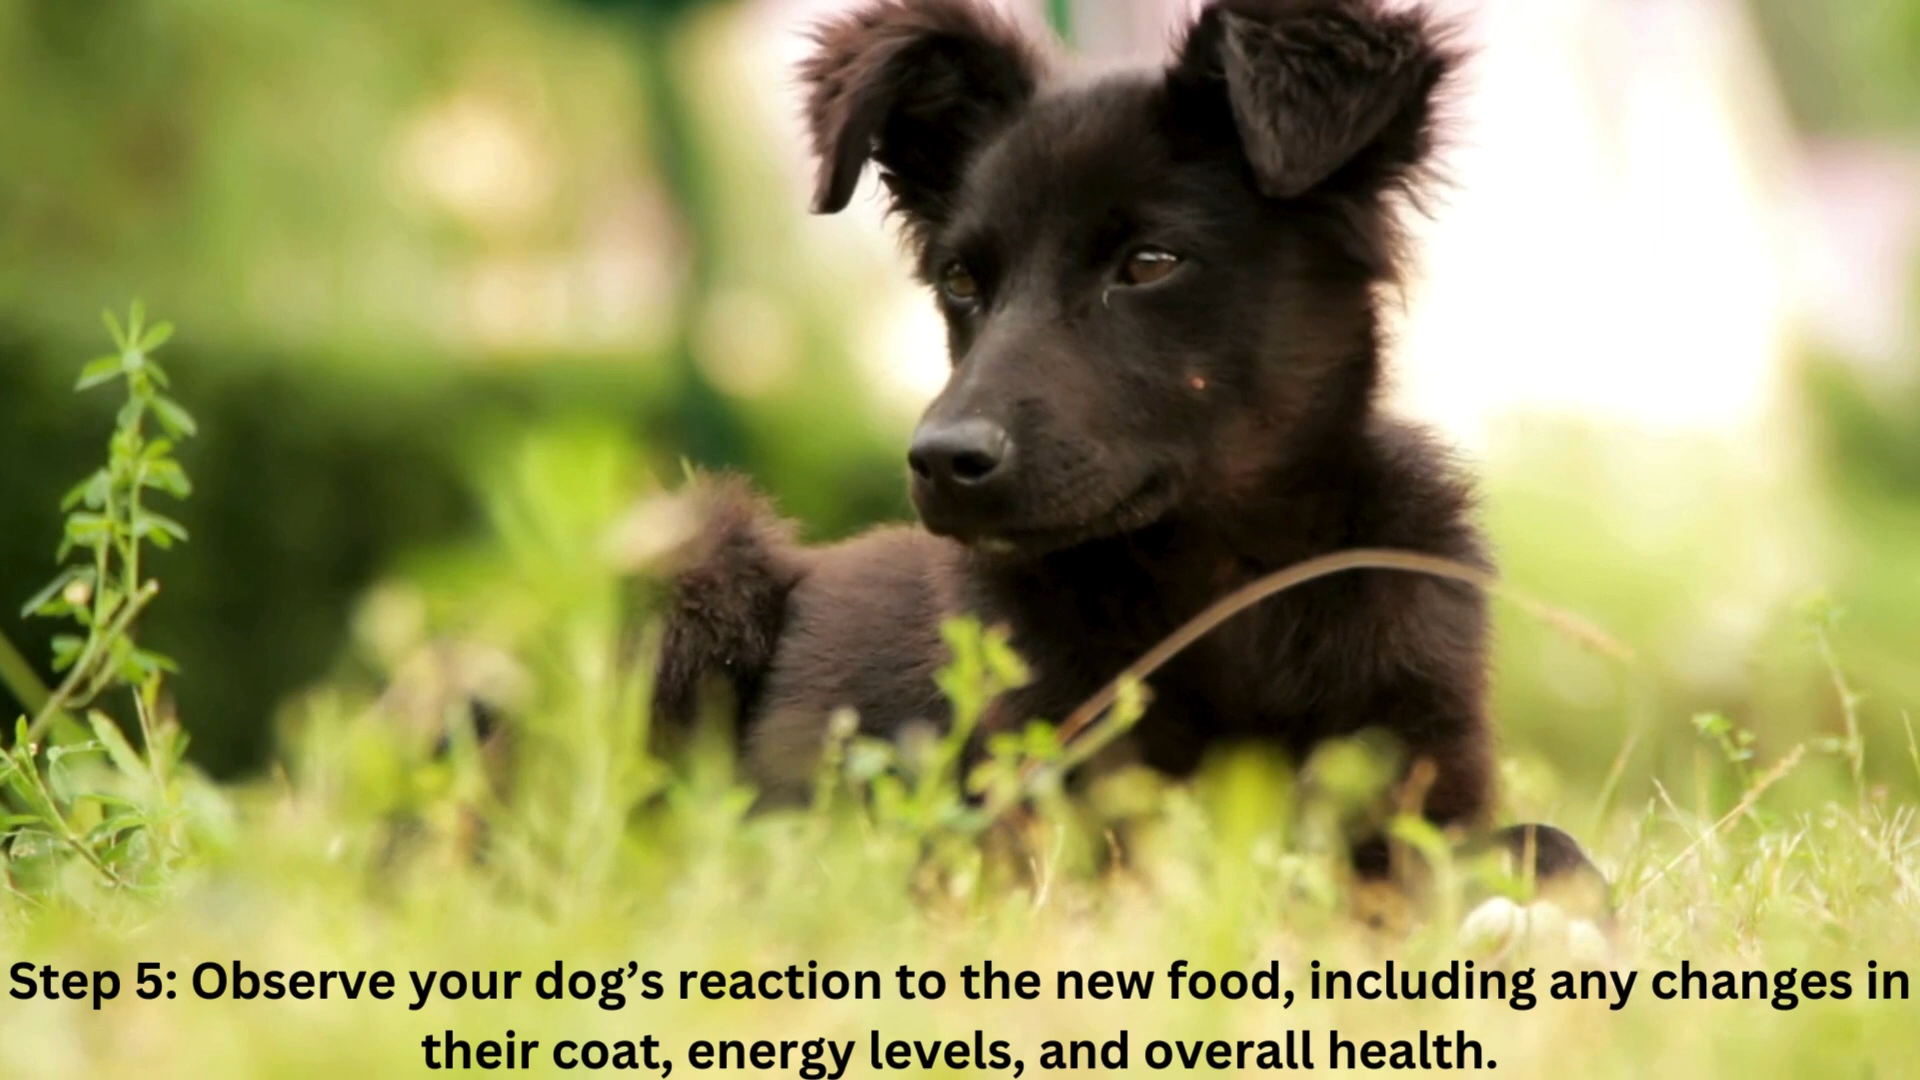 Step 5: Observe your dog’s reaction to the new food, including any changes in
their coat, energy levels, and overall health.